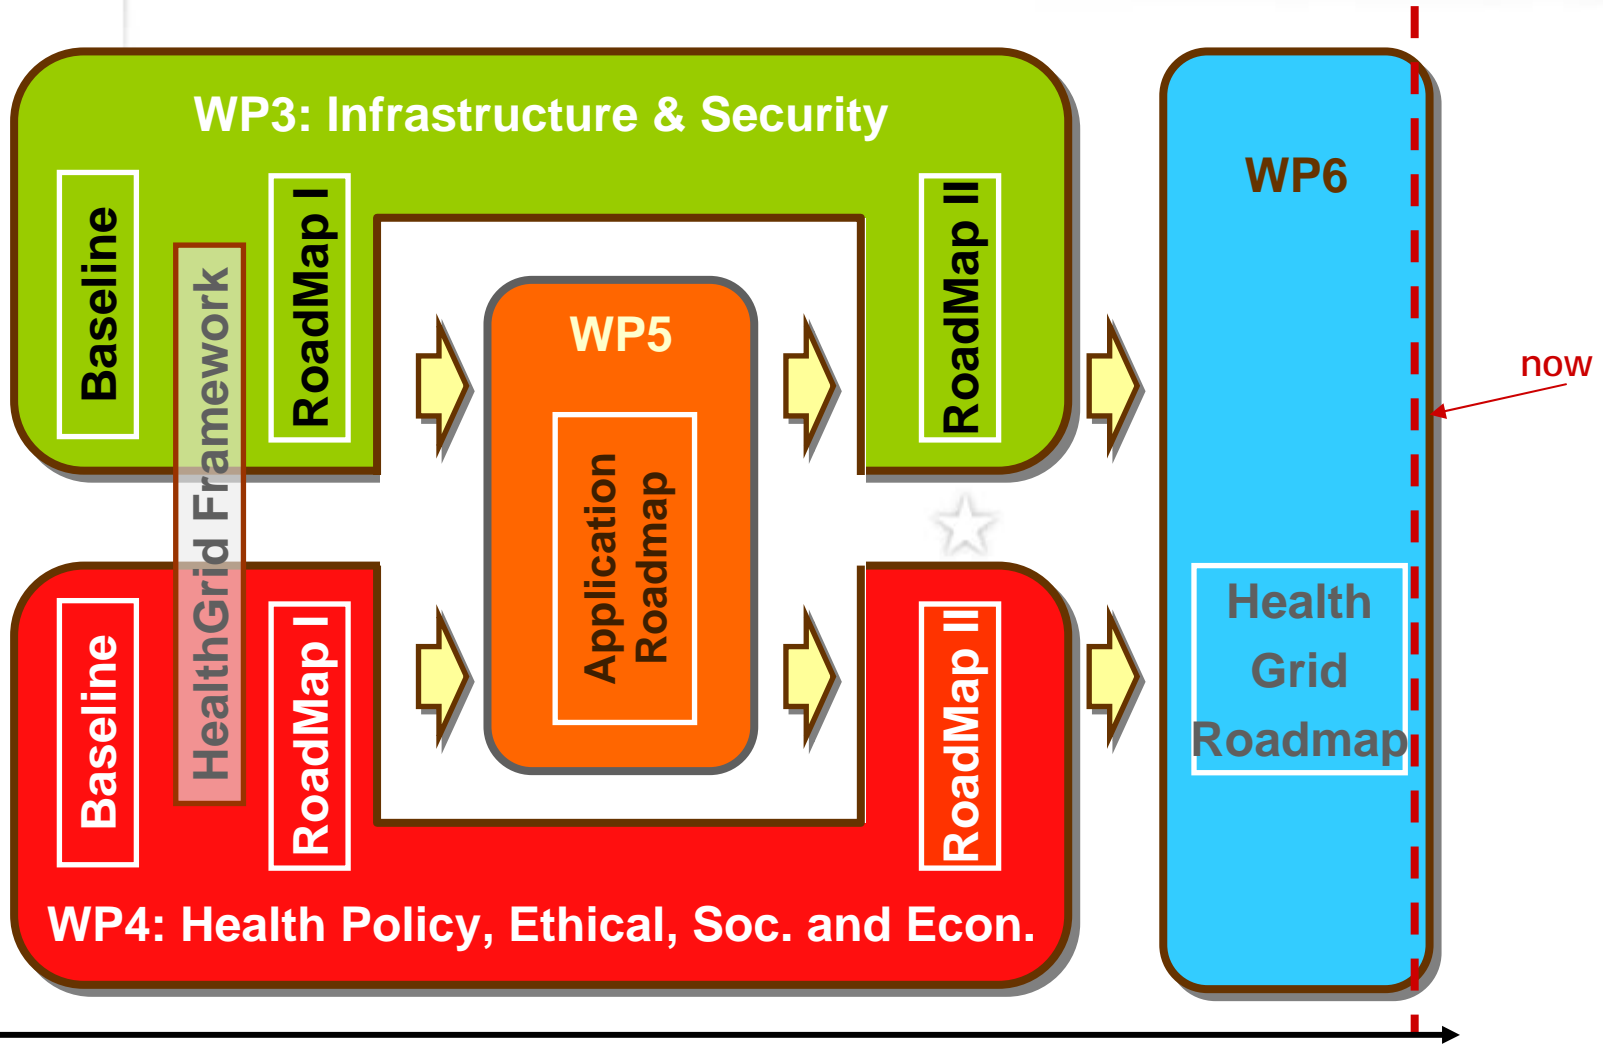 WP3: Infrastructure & Security
Baseline
RoadMap I
RoadMap II
HealthGrid Framework
WP5
Application
Roadmap
WP6
now
Health
Grid
Roadmap
Baseline
RoadMap I
RoadMap II
WP4: Health Policy, Ethical, Soc. and Econ.